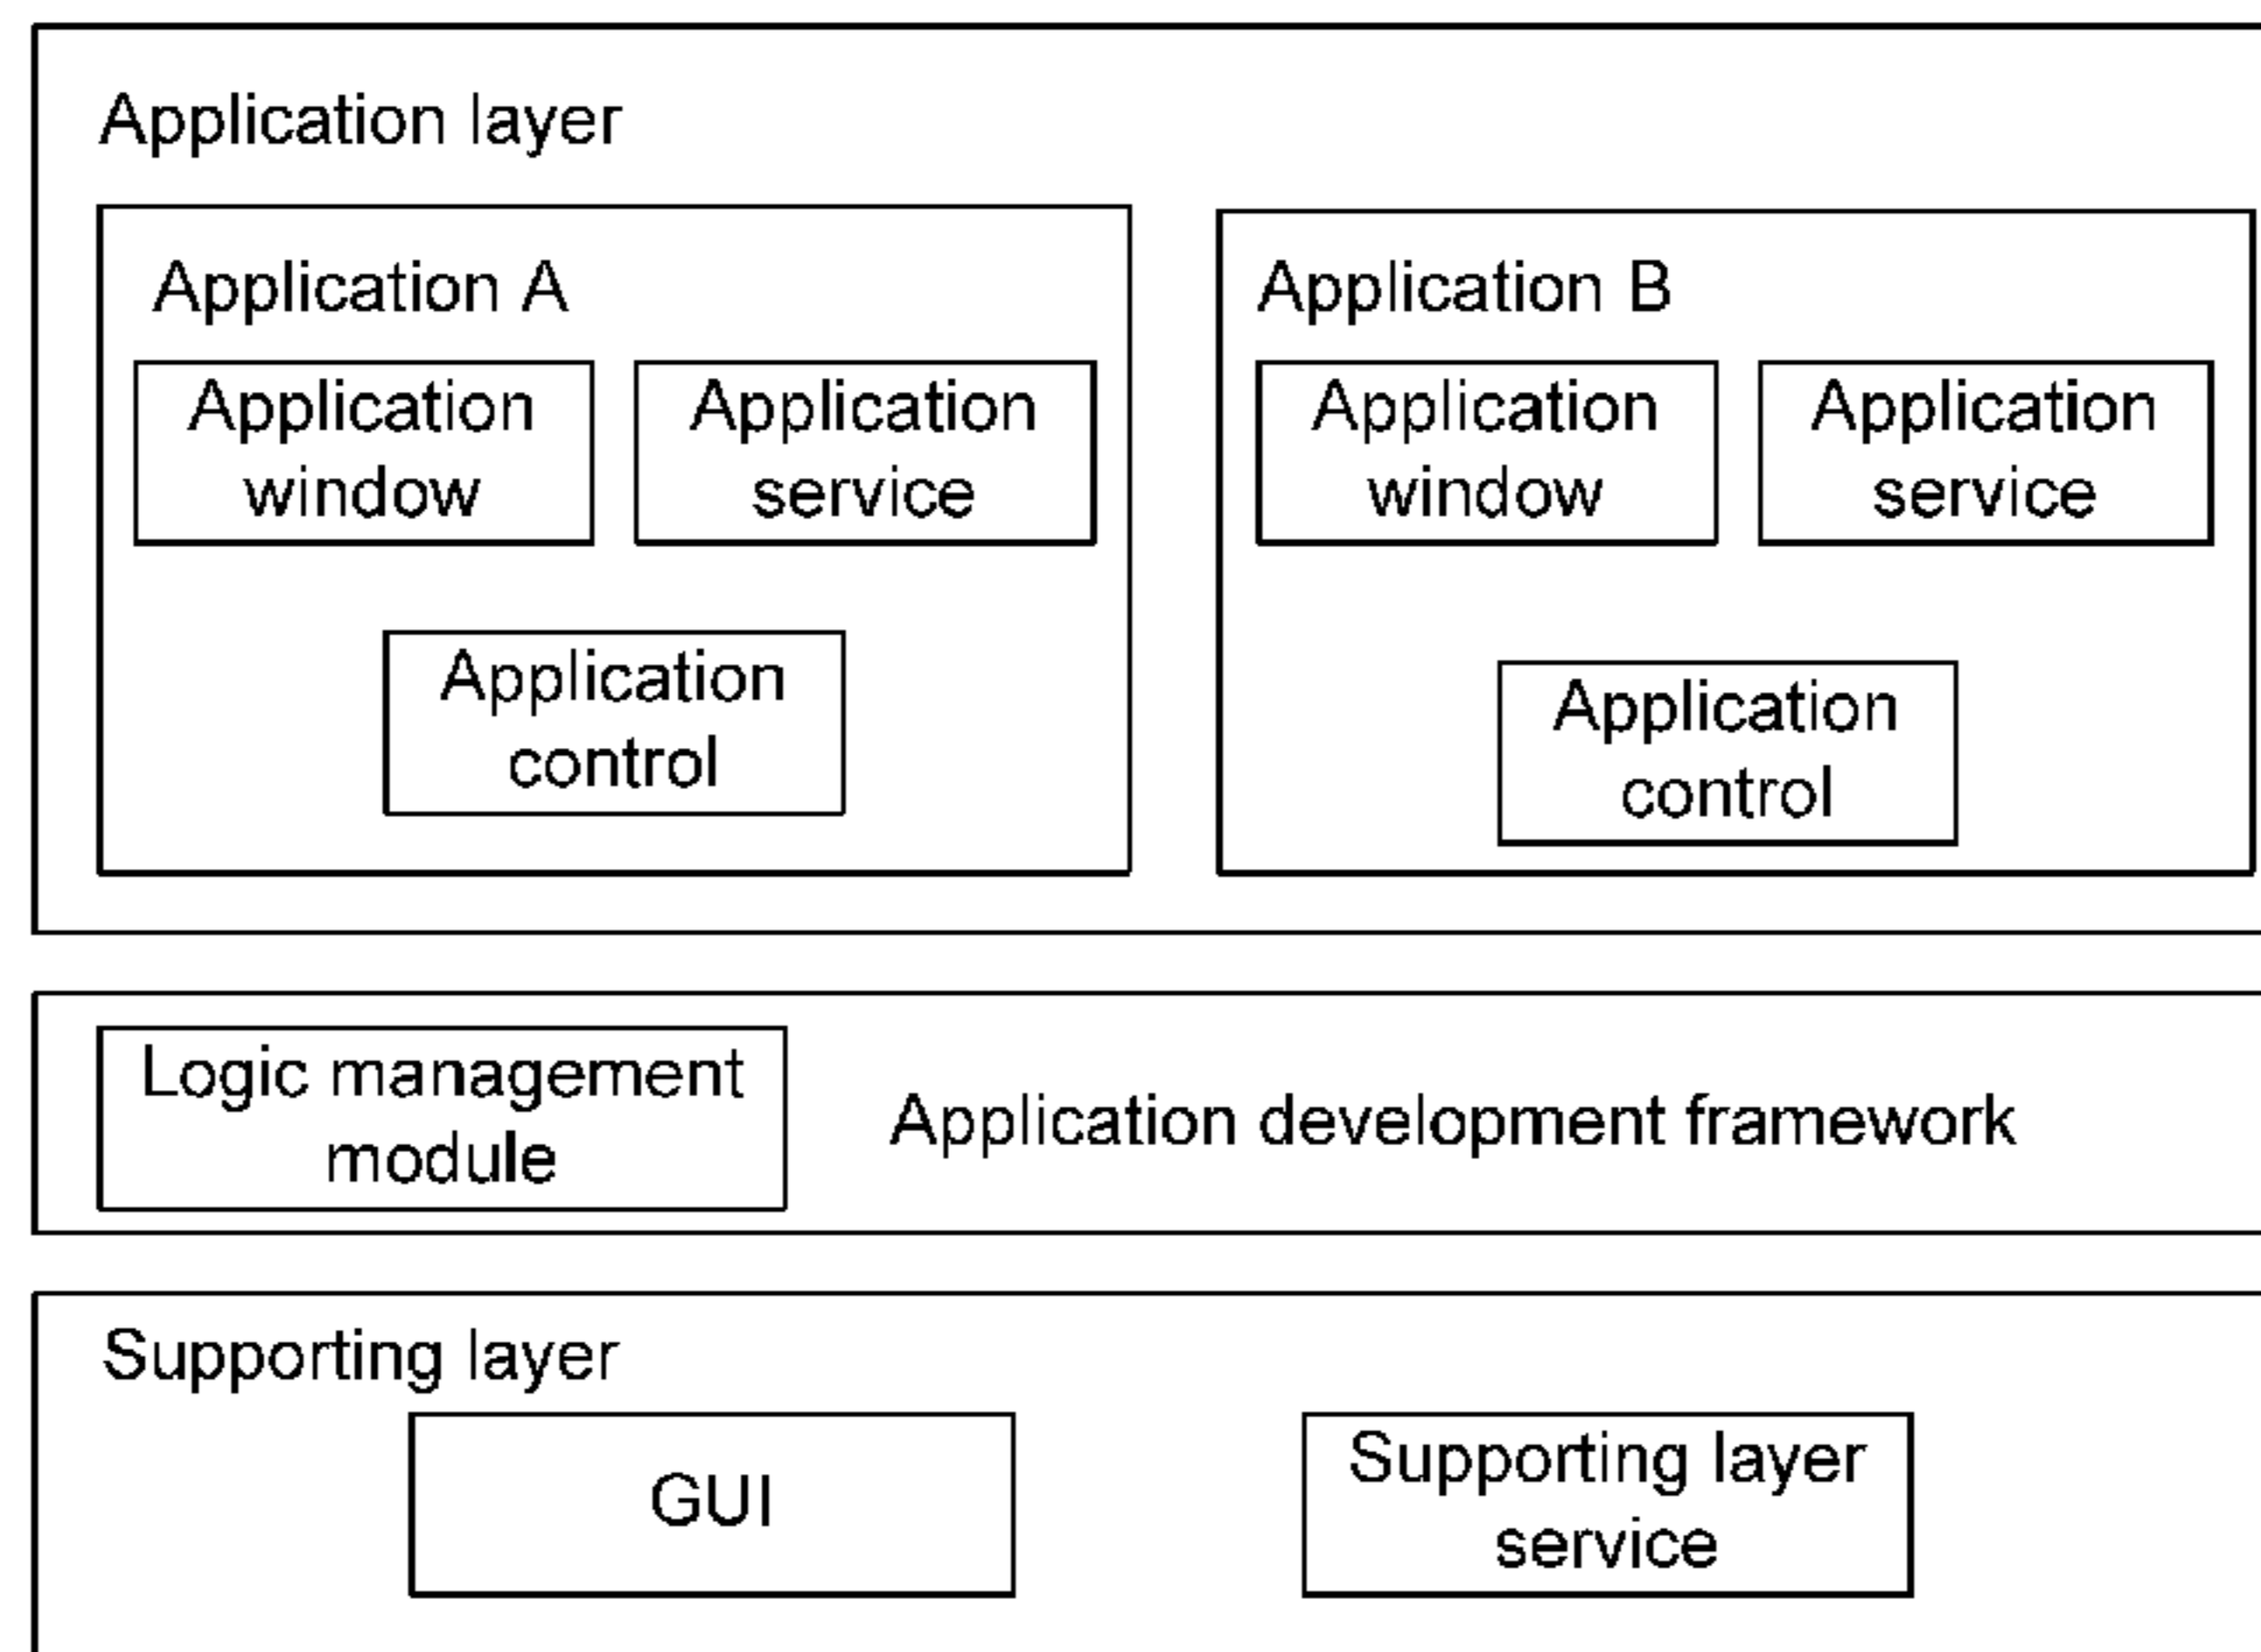 Application layer
Application A
Application
window
Application
service
Application
control
Application B
Application
window
Application
service
Application
control
Logic management
module
Application development framework
Supporting layer
GUI
Supporting layer
service